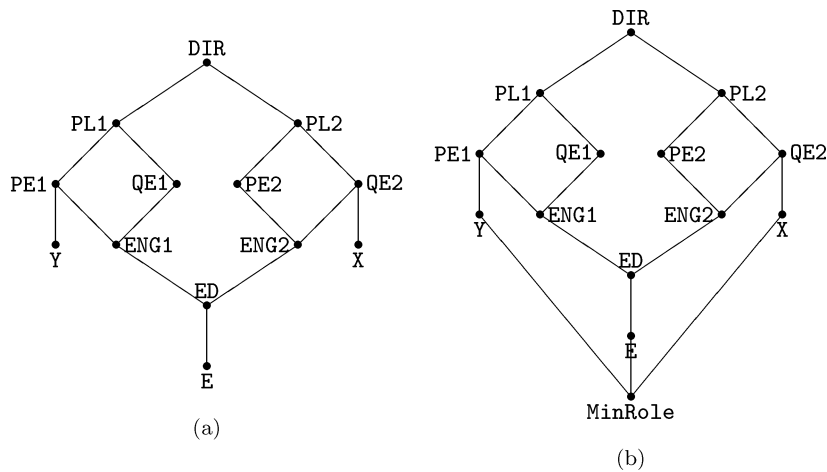 DIR
PL1
PL2
PE1
QE1
PE2
QE2
Y
ENG1
ENG2
X
ED
E
(a)
DIR
PL1
PL2
PE1
QE1
PE2
QE2
Y
ENG1
ENG2
X
ED
E
MinRole
(b)